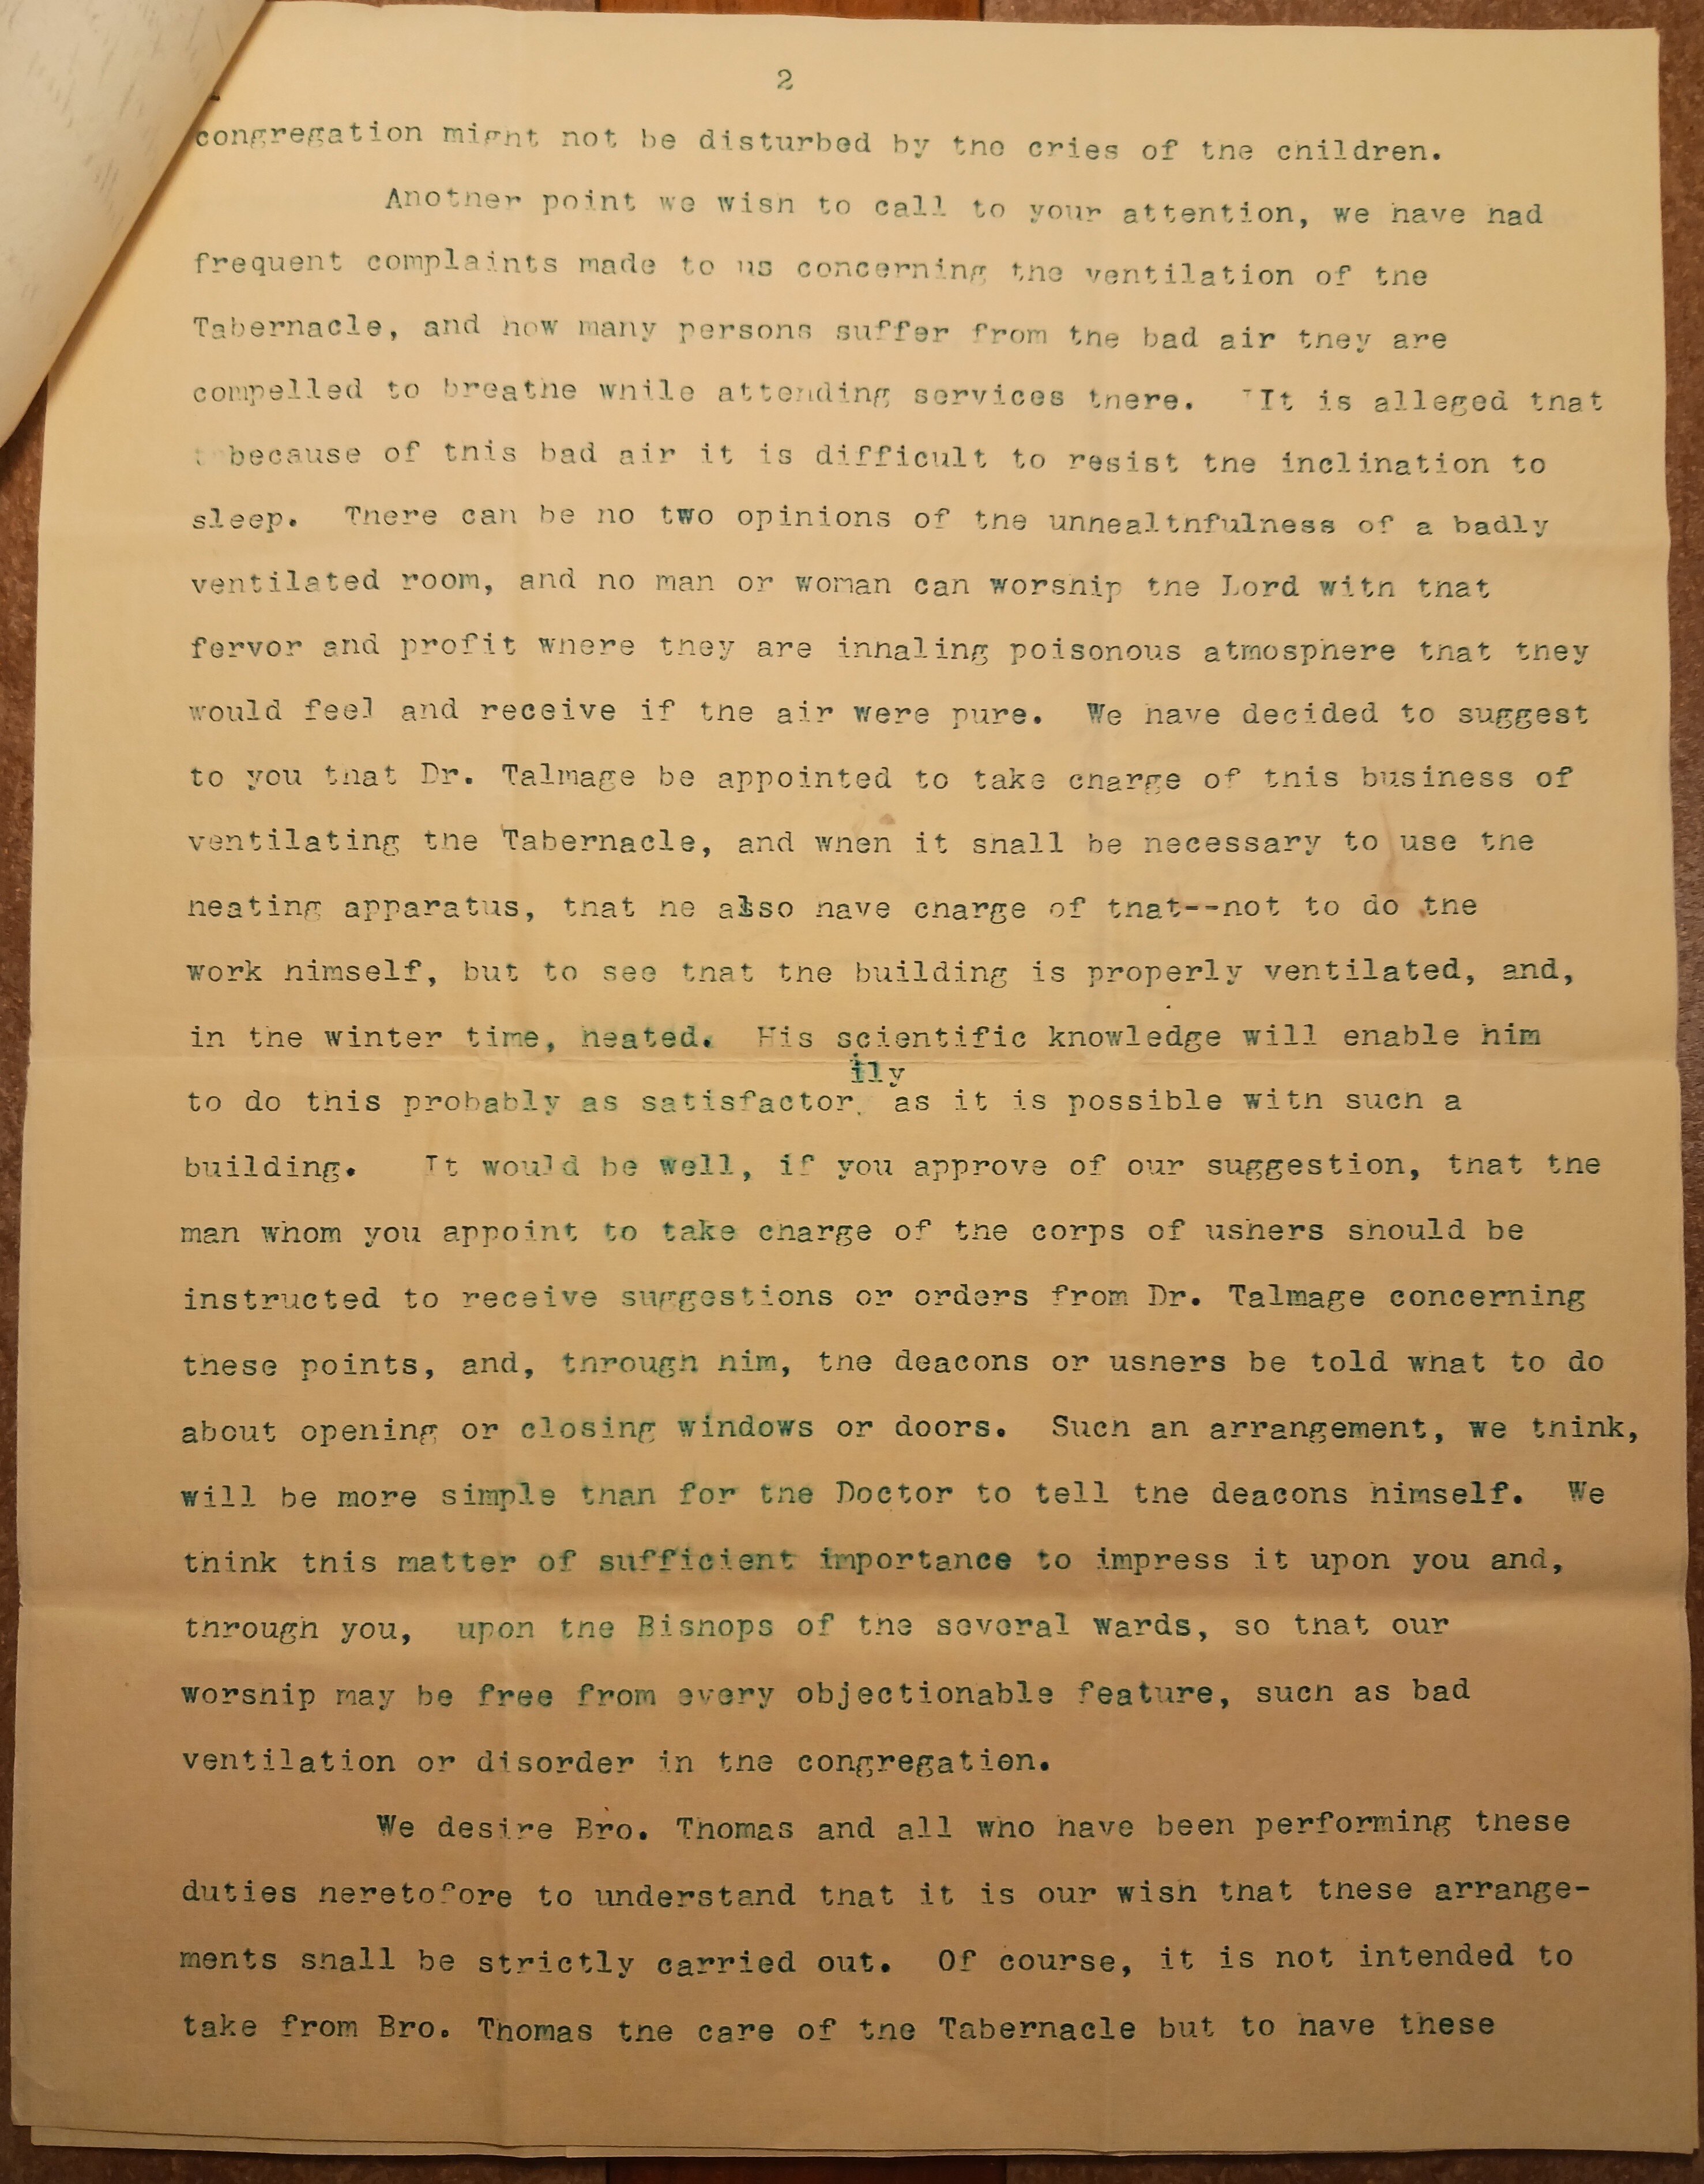 2
congregation might not be disturbed by the cries of the children.
Another point we wish to call to your attention, we have had
frequent complaints made to us concerning the ventilation of the
Tabernacle, and how many persons suffer from the bad air they are
compelled to breathe while attending services there. It is alleged that
because of this bad air it is difficult to resist the inclination to
sleep. There can be no two opinions of the unhealthfulness of a badly
ventilated room, and no man or woman can worship the Lord with that
fervor and profit where they are inhaling poisonous atmosphere that they
would feel and receive if the air were pure. We have decided to suggest
to you that Dr. Talmage be appointed to take charge of this business of
ventilating the Tabernacle, and when it shall be necessary to use the
heating apparatus, that he also have charge of that--not to do the
work himself, but to see that the building is properly ventilated, and,
in the winter time, heated. His scientific knowledge will enable him
ily
to do this probably as satisfactor as it is possible with such a
building. It would be well, if you approve of our suggestion, that the
man whom you appoint to take charge of the corps of ushers should be
instructed to receive suggestions or orders from Dr. Talmage concerning
these points, and, through him, the deacons or ushers be told what to do
about opening or closing windows or doors. Such an arrangement, we think,
will be more simple than for the Doctor to tell the deacons himself. We
think this matter of sufficient importance to impress it upon you and,
through you, upon the Bishops of the several wards, so that our
worship may be free from every objectionable feature, such as bad
ventilation or disorder in the congregation.
We desire Bro. Thomas and all who have been performing these
duties heretofore to understand that it is our wish that these arrange-
ments shall be strictly carried out. Of course, it is not intended to
take from Bro. Thomas the care of the Tabernacle but to have these